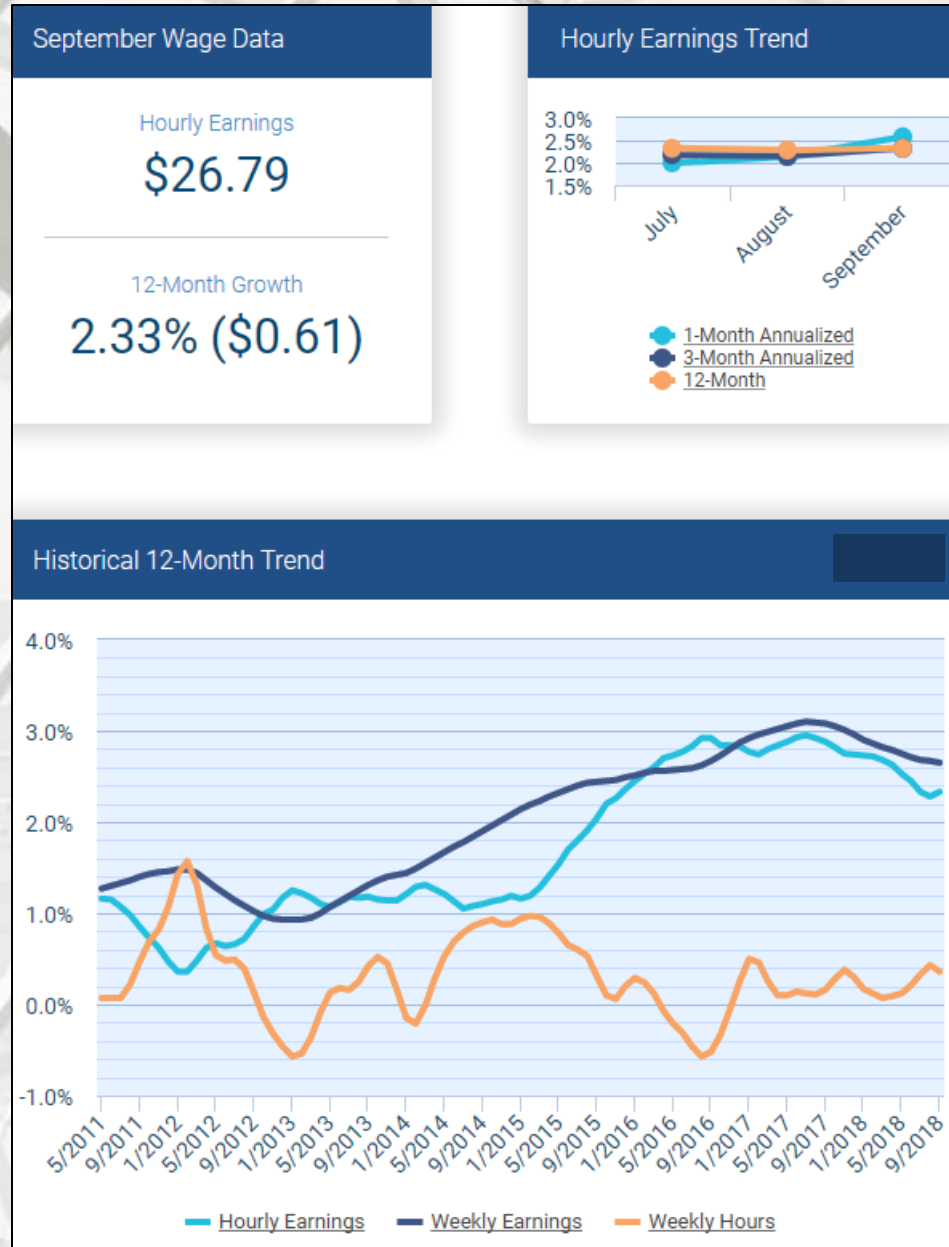 September Wage Data
Hourly Earnings
$26.79
12-Month Growth
2.33% ($0.61)
Hourly Earnings Trend
3.0%
2.5%
2.0%
1.5%
July
August
September
1-Month Annualized
3-Month Annualized
12-Month
Historical 12-Month Trend
4.0%
3.0%
2.0%
1.0%
0.0%
-1.0%
5/2011
9/2011
1/2012
5/2012
9/2012
1/2013
5/2013
9/2013
1/2014
5/2014
9/2014
1/2015
5/2015
9/2015
1/2016
5/2016
9/2016
1/2017
5/2017
9/2017
1/2018
5/2018
9/2018
Hourly Earnings Weekly Earnings Weekly Hours